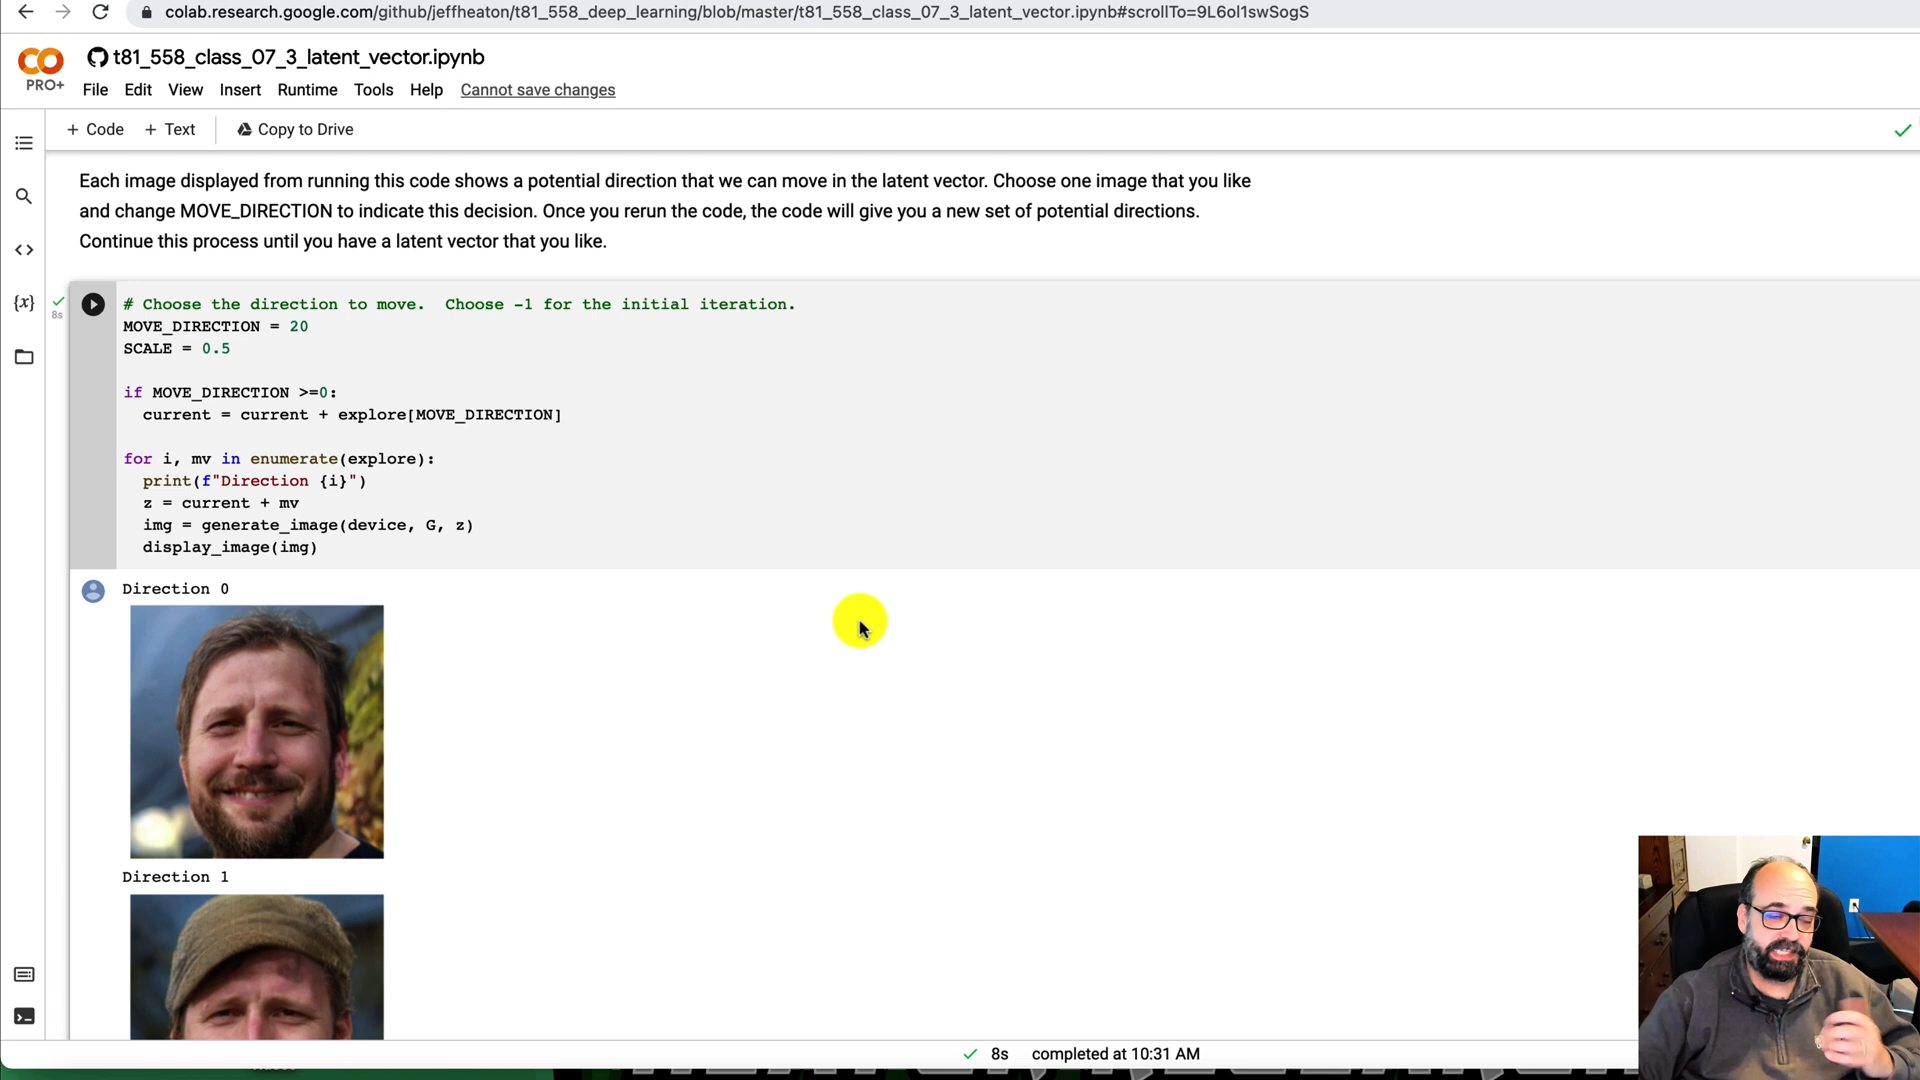 colab.research.google.com/github/jeffheaton/t81_558_deep_learning/blob/master/t81_558_class_07_3_latent_vector.ipynb#scrollTo=9L6ol1swSogS
t81_558_class_07_3_latent_vector.ipynb
PRO+
File Edit View Insert Runtime Tools Help Cannot save changes
+ Code + Text Copy to Drive
Each image displayed from running this code shows a potential direction that we can move in the latent vector. Choose one image that you like
and change MOVE_DIRECTION to indicate this decision. Once you rerun the code, the code will give you a new set of potential directions.
Continue this process until you have a latent vector that you like.
{x}
8s
# Choose the direction to move.  Choose -1 for the initial iteration.
MOVE_DIRECTION = 20
SCALE = 0.5
if MOVE_DIRECTION >=0:
  current = current + explore[MOVE_DIRECTION]
for i, mv in enumerate(explore):
  print(f"Direction {i}")
  z = current + mv
  img = generate_image(device, G, z)
  display_image(img)
Direction 0
Direction 1
8s completed at 10:31 AM